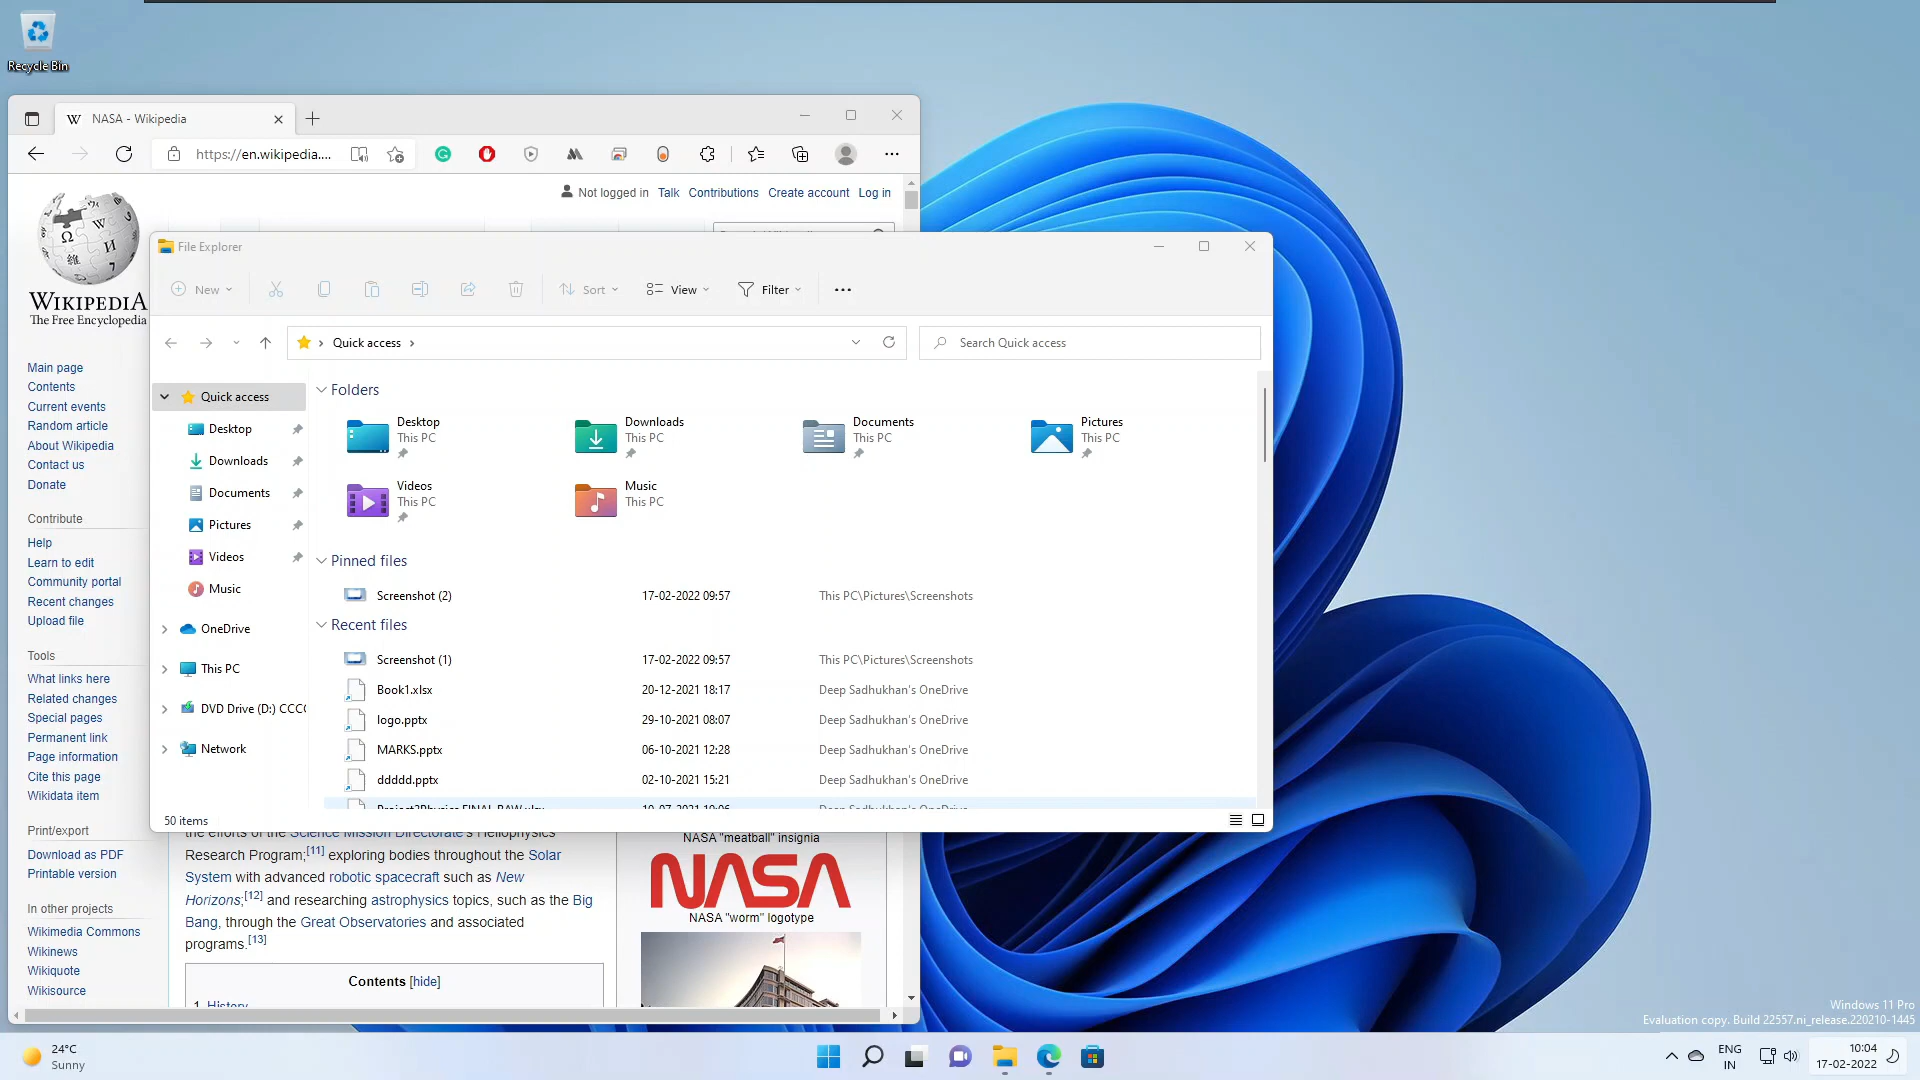 Recycle Bin
NASA - Wikipedia
https://en.wikipedia....
Not logged in Talk Contributions Create account Log in
WIKIPEDIA
The Free Encyclopedia
Main page
Contents
Current events
Random article
About Wikipedia
Contact us
Donate
Contribute
Help
Learn to edit
Community portal
Recent changes
Upload file
Tools
What links here
Related changes
Special pages
Permanent link
Page information
Cite this page
Wikidata item
Print/export
Download as PDF
Printable version
In other projects
Wikimedia Commons
Wikinews
Wikiquote
Wikisource
File Explorer
New Sort View Filter
Quick access
Search Quick access
Quick access
Desktop
Downloads
Documents
Pictures
Videos
Music
OneDrive
This PC
DVD Drive (D:) CCC
Network
Folders
Desktop
This PC
Downloads
This PC
Documents
This PC
Pictures
This PC
Videos
This PC
Music
This PC
Pinned files
Screenshot (2) 17-02-2022 09:57 This PC\Pictures\Screenshots
Recent files
Screenshot (1) 17-02-2022 09:57 This PC\Pictures\Screenshots
Book1.xlsx 20-12-2021 18:17 Deep Sadhukhan's OneDrive
logo.pptx 29-10-2021 08:07 Deep Sadhukhan's OneDrive
MARKS.pptx 06-10-2021 12:28 Deep Sadhukhan's OneDrive
ddddd.pptx 02-10-2021 15:21 Deep Sadhukhan's OneDrive
50 items
the efforts of the Science Mission Directorate's Heliophysics
Research Program;[11] exploring bodies throughout the Solar
System with advanced robotic spacecraft such as New
Horizons;[12] and researching astrophysics topics, such as the Big
Bang, through the Great Observatories and associated
programs.[13]
Contents [hide]
1 History
NASA "meatball" insignia
NASA
NASA "worm" logotype
Windows 11 Pro
Evaluation copy. Build 22557.ni_release.220210-1445
24°C
Sunny
ENG
IN
10:04
17-02-2022